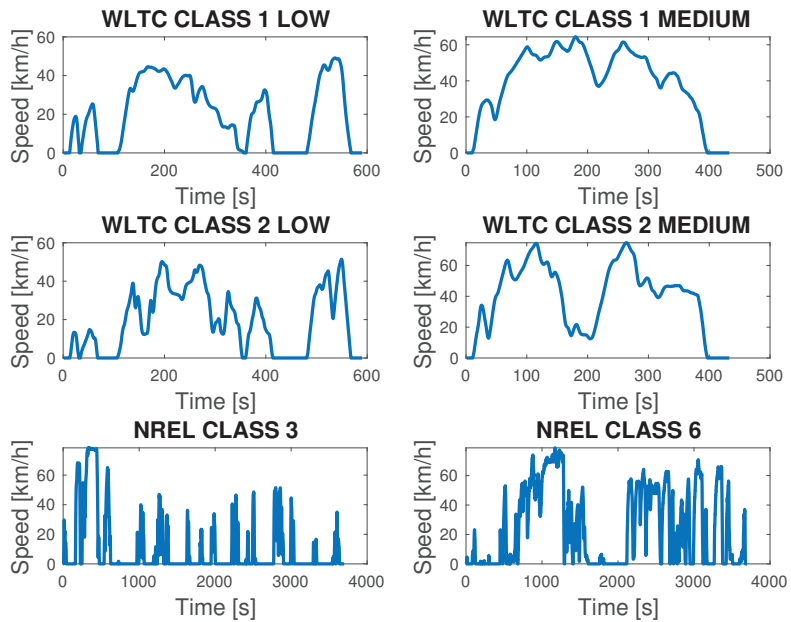 WLTC CLASS 1 LOW
60
40
20
0
Speed [km/h]
0 200 400 600
Time [s]
WLTC CLASS 1 MEDIUM
60
40
20
0
Speed [km/h]
0 100 200 300 400 500
Time [s]
WLTC CLASS 2 LOW
60
40
20
0
Speed [km/h]
0 200 400 600
Time [s]
WLTC CLASS 2 MEDIUM
60
40
20
0
Speed [km/h]
0 100 200 300 400 500
Time [s]
NREL CLASS 3
60
40
20
0
Speed [km/h]
0 1000 2000 3000 4000
Time [s]
NREL CLASS 6
60
40
20
0
Speed [km/h]
0 1000 2000 3000 4000
Time [s]